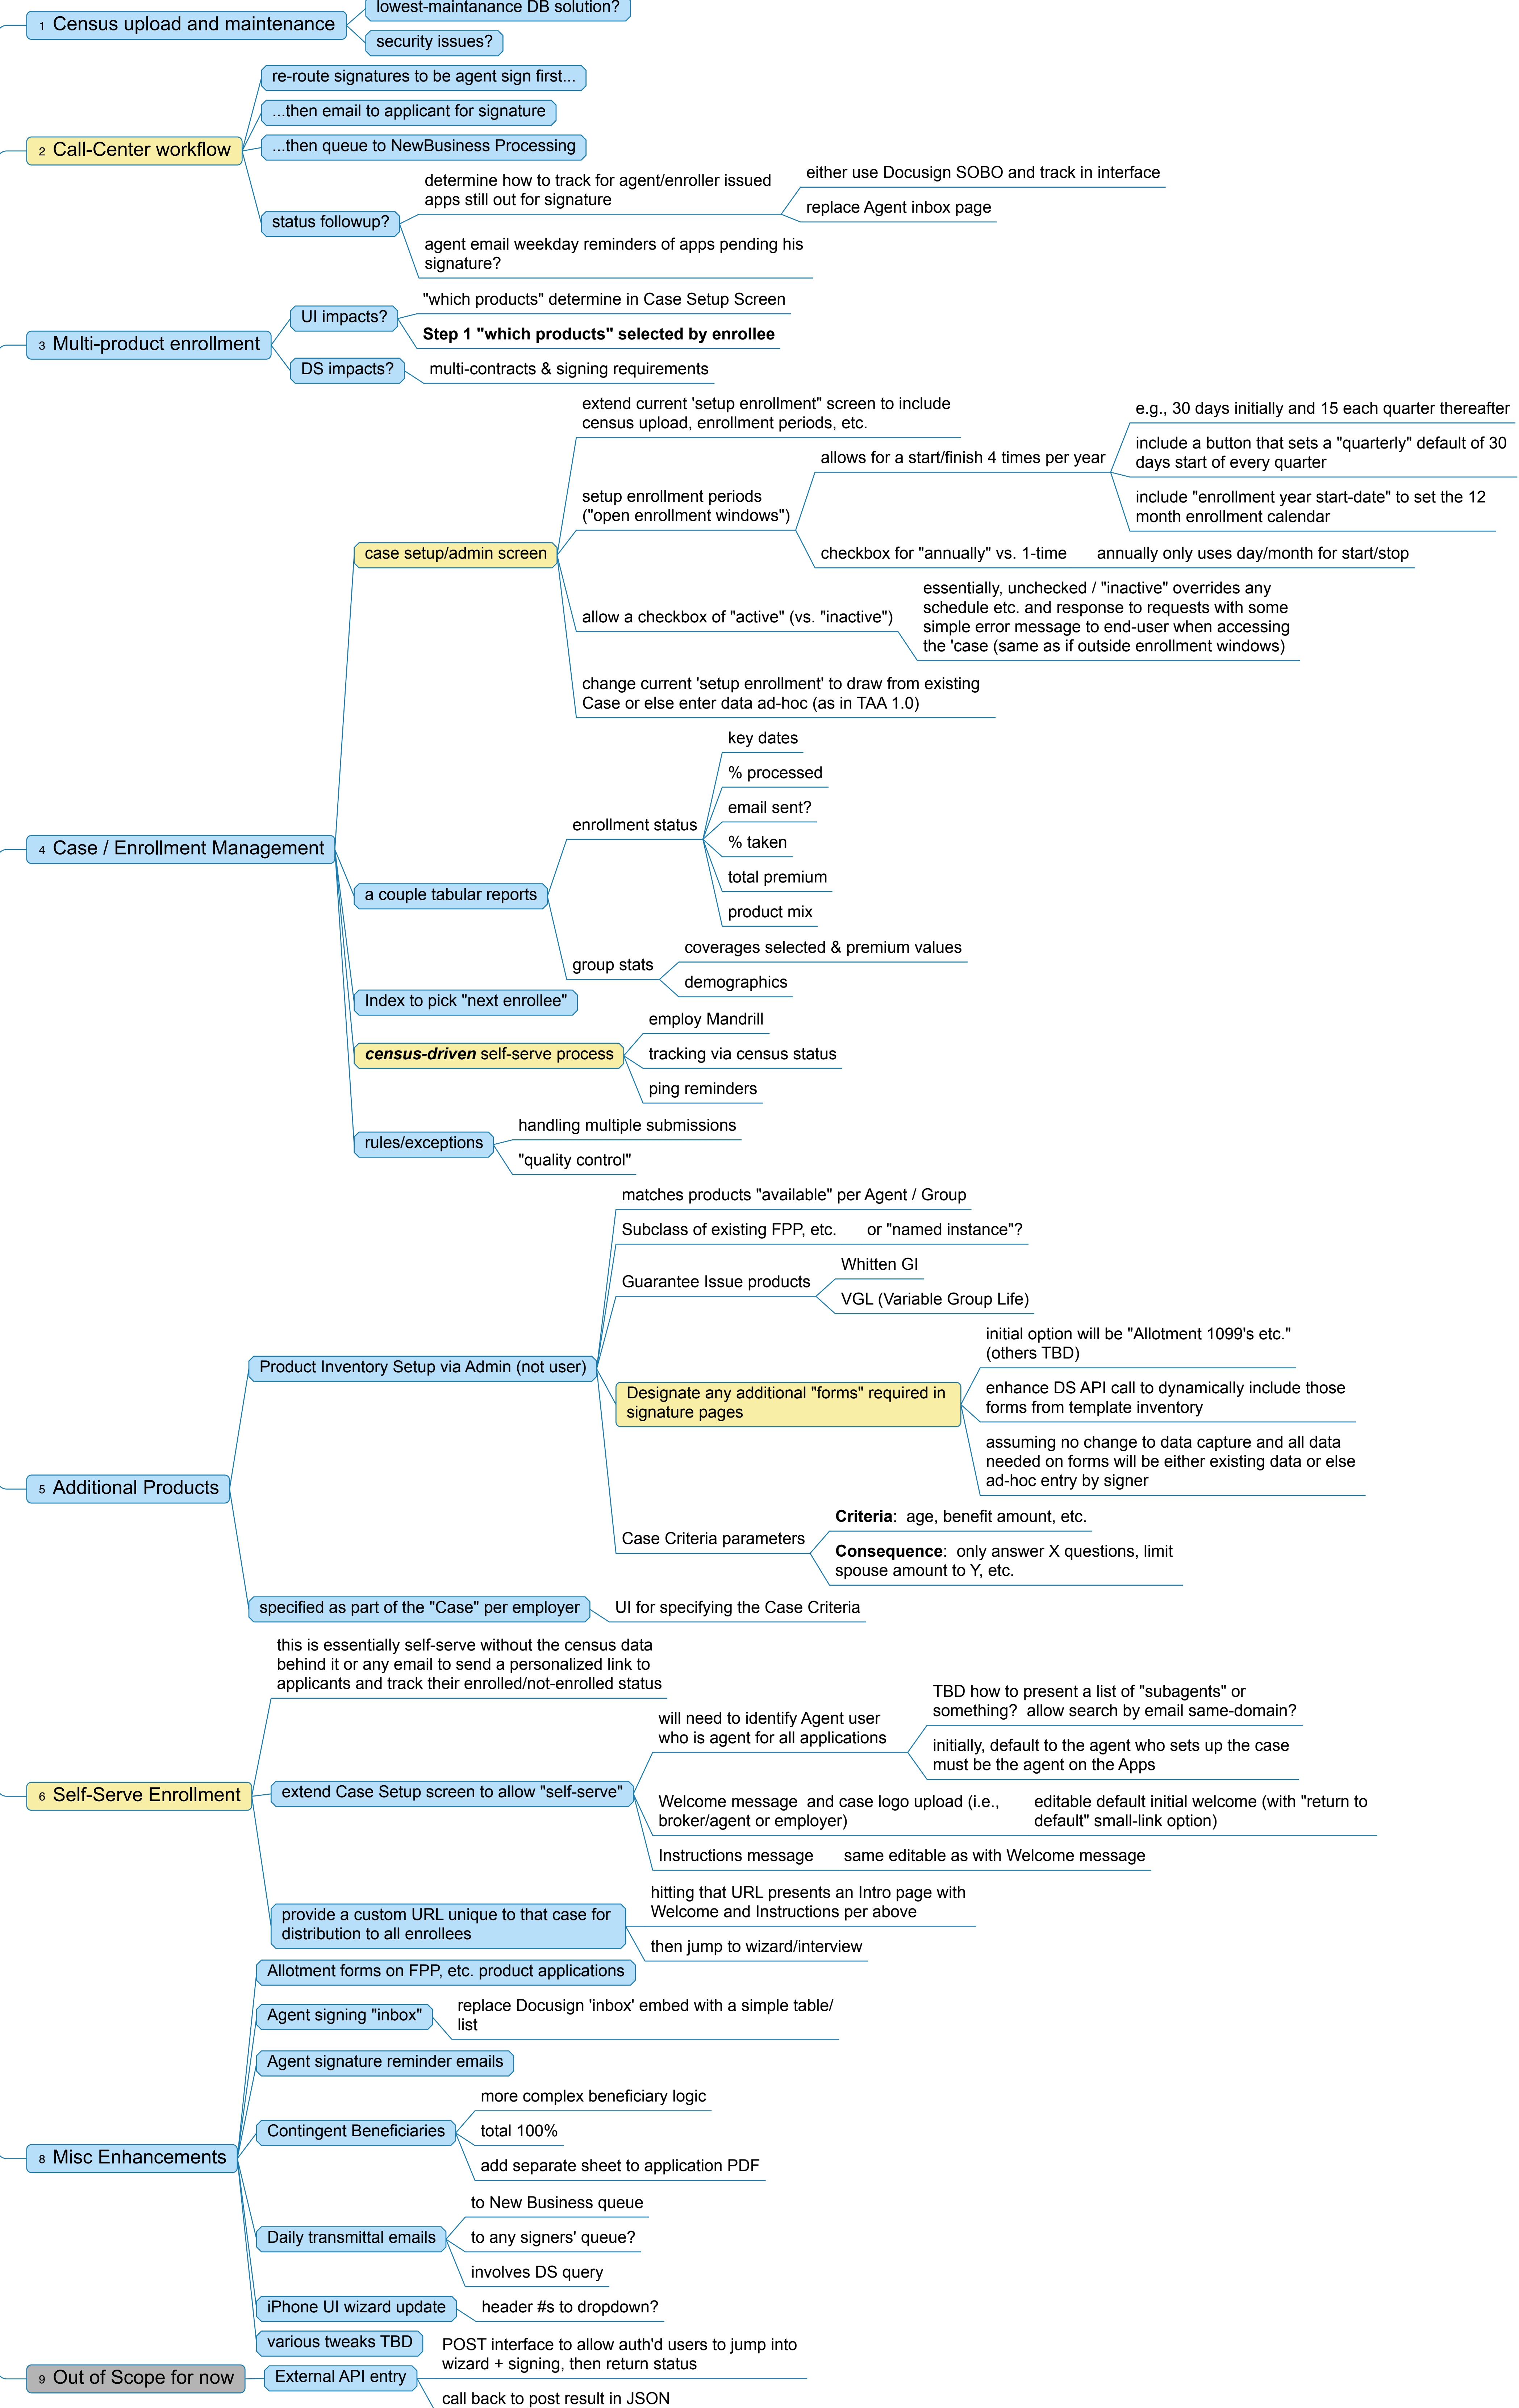 lowest-maintanance DB solution?
1 Census upload and maintenance
security issues?
re-route signatures to be agent sign first...
...then email to applicant for signature
2 Call-Center workflow
...then queue to NewBusiness Processing
status followup?
determine how to track for agent/enroller issued
apps still out for signature
either use Docusign SOBO and track in interface
replace Agent inbox page
agent email weekday reminders of apps pending his
signature?
3 Multi-product enrollment
UI impacts?
"which products" determine in Case Setup Screen
Step 1 "which products" selected by enrollee
DS impacts?
multi-contracts & signing requirements
4 Case / Enrollment Management
case setup/admin screen
extend current 'setup enrollment" screen to include
census upload, enrollment periods, etc.
setup enrollment periods
("open enrollment windows")
allows for a start/finish 4 times per year
e.g., 30 days initially and 15 each quarter thereafter
include a button that sets a "quarterly" default of 30
days start of every quarter
include "enrollment year start-date" to set the 12
month enrollment calendar
checkbox for "annually" vs. 1-time
annually only uses day/month for start/stop
allow a checkbox of "active" (vs. "inactive")
essentially, unchecked / "inactive" overrides any
schedule etc. and response to requests with some
simple error message to end-user when accessing
the 'case (same as if outside enrollment windows)
change current 'setup enrollment' to draw from existing
Case or else enter data ad-hoc (as in TAA 1.0)
a couple tabular reports
enrollment status
key dates
% processed
email sent?
% taken
total premium
product mix
group stats
coverages selected & premium values
demographics
Index to pick "next enrollee"
census-driven self-serve process
employ Mandrill
tracking via census status
ping reminders
rules/exceptions
handling multiple submissions
"quality control"
5 Additional Products
Product Inventory Setup via Admin (not user)
matches products "available" per Agent / Group
Subclass of existing FPP, etc.
or "named instance"?
Guarantee Issue products
Whitten GI
VGL (Variable Group Life)
Designate any additional "forms" required in
signature pages
initial option will be "Allotment 1099's etc."
(others TBD)
enhance DS API call to dynamically include those
forms from template inventory
assuming no change to data capture and all data
needed on forms will be either existing data or else
ad-hoc entry by signer
Case Criteria parameters
Criteria: age, benefit amount, etc.
Consequence: only answer X questions, limit
spouse amount to Y, etc.
specified as part of the "Case" per employer
UI for specifying the Case Criteria
6 Self-Serve Enrollment
this is essentially self-serve without the census data
behind it or any email to send a personalized link to
applicants and track their enrolled/not-enrolled status
extend Case Setup screen to allow "self-serve"
will need to identify Agent user
who is agent for all applications
TBD how to present a list of "subagents" or
something? allow search by email same-domain?
initially, default to the agent who sets up the case
must be the agent on the Apps
Welcome message and case logo upload (i.e.,
broker/agent or employer)
editable default initial welcome (with "return to
default" small-link option)
Instructions message
same editable as with Welcome message
provide a custom URL unique to that case for
distribution to all enrollees
hitting that URL presents an Intro page with
Welcome and Instructions per above
then jump to wizard/interview
8 Misc Enhancements
Allotment forms on FPP, etc. product applications
Agent signing "inbox"
replace Docusign 'inbox' embed with a simple table/
list
Agent signature reminder emails
Contingent Beneficiaries
more complex beneficiary logic
total 100%
add separate sheet to application PDF
Daily transmittal emails
to New Business queue
to any signers' queue?
involves DS query
iPhone UI wizard update
header #s to dropdown?
various tweaks TBD
9 Out of Scope for now
External API entry
POST interface to allow auth'd users to jump into
wizard + signing, then return status
call back to post result in JSON